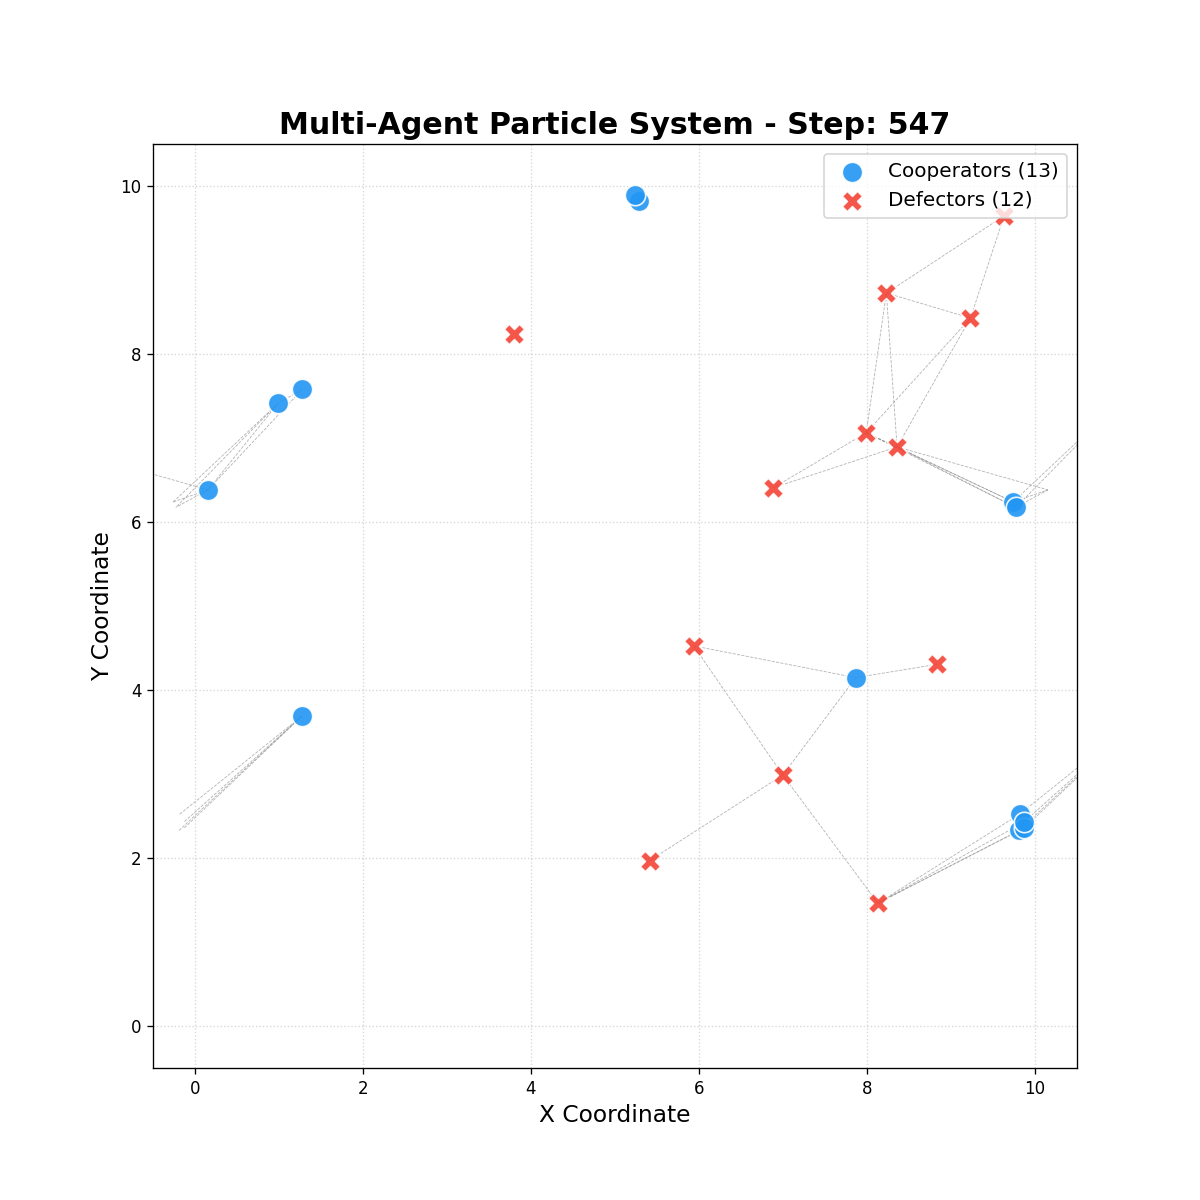 Multi-Agent Particle System - Step: 547
Cooperators (13)
Defectors (12)
10
8
6
4
2
0
Y Coordinate
0 2 4 6 8 10
X Coordinate